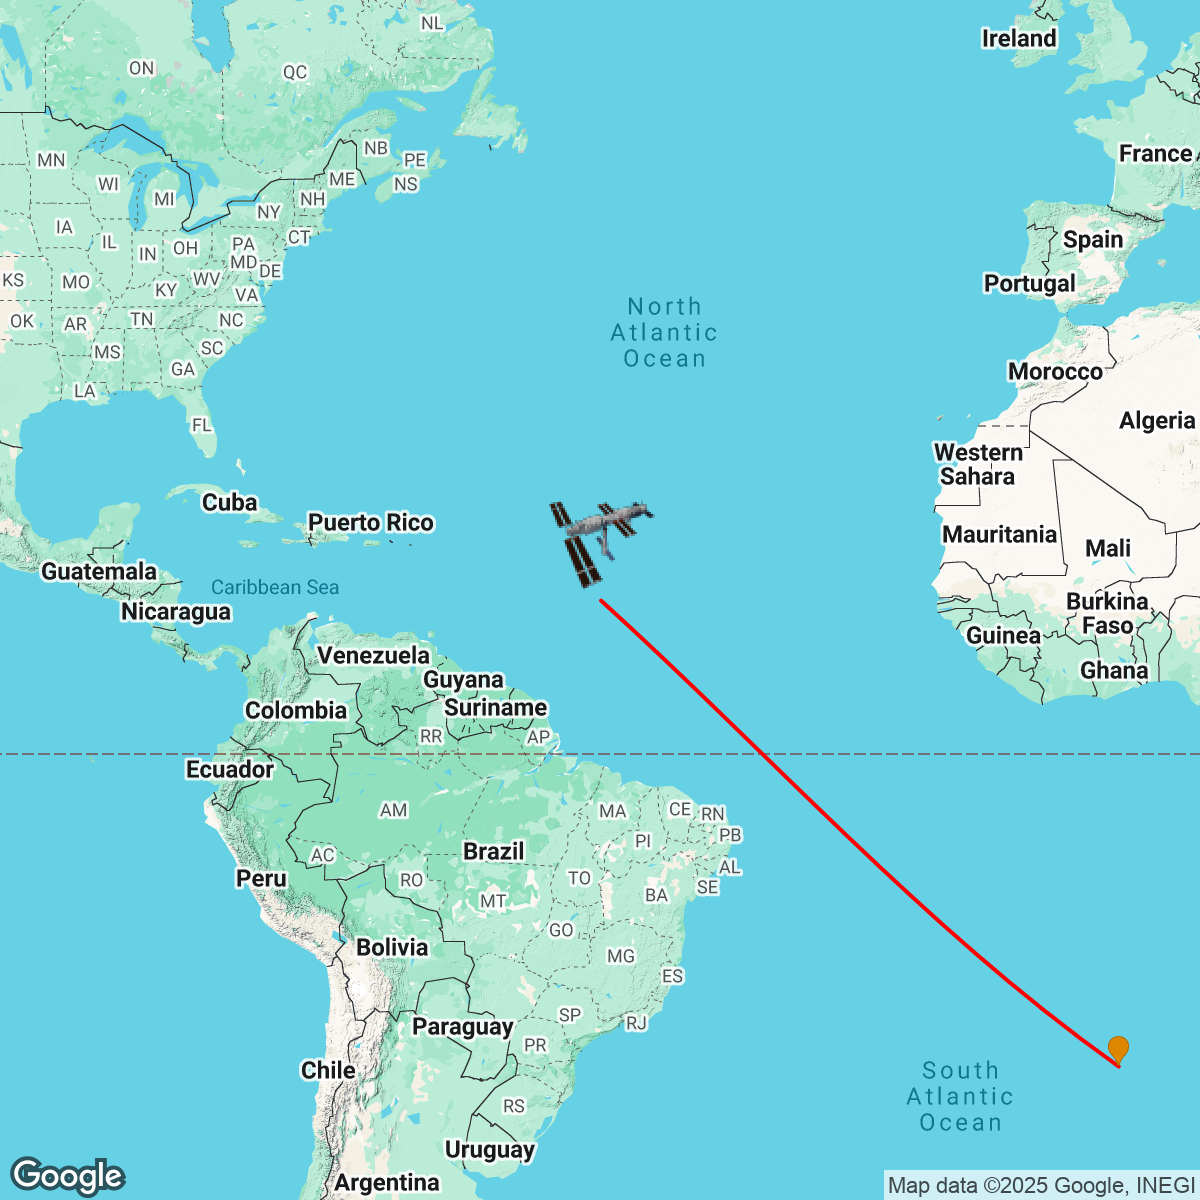 NL
Ireland
ON
QC
NB
PE
France
MN
WI
MI
ME
NS
NH
NY
IA
IL
IN
OH
PA
CT
Spain
MD
DE
KS
MO
WV
Portugal
KY
VA
North
Atlantic
Ocean
OK
AR
TN
NC
MS
SC
GA
Morocco
LA
FL
Algeria
Western
Sahara
Cuba
Puerto Rico
Mauritania
Mali
Guatemala
Caribbean Sea
Nicaragua
Burkina
Faso
Guinea
Venezuela
Guyana
Ghana
Colombia
Suriname
RR
AP
Ecuador
AM
MA
CE
RN
PB
PI
AC
Brazil
AL
Peru
RO
TO
SE
MT
BA
GO
Bolivia
MG
ES
SP
RJ
Paraguay
PR
Chile
South
Atlantic
Ocean
RS
Uruguay
Argentina
Google
Map data ©2025 Google, INEGI